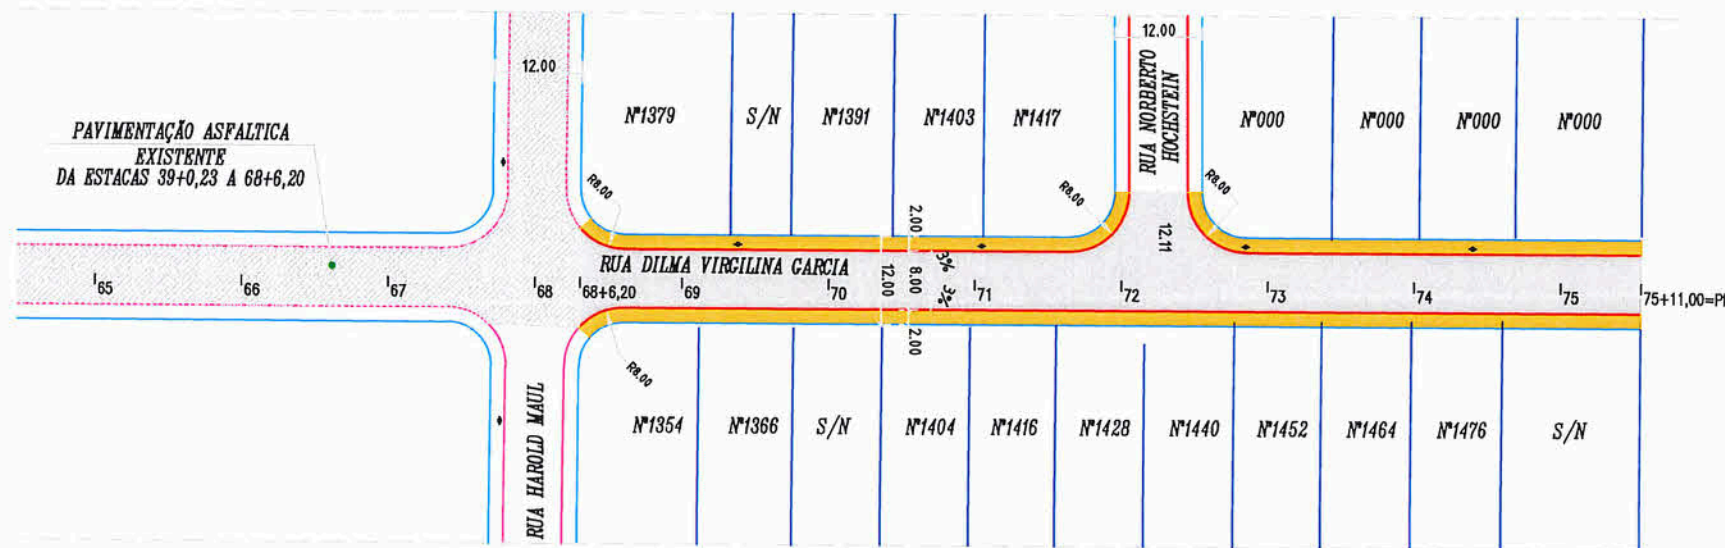 12.00
12.00
RUA NORBERTO
HOCHSTEIN
PAVIMENTAÇÃO ASFALTICA
EXISTENTE
DA ESTACAS 39+0,23 A 68+6,20
Nº1379
S/N
Nº1391
Nº1403
Nº1417
Nº000
Nº000
Nº000
Nº000
R8.00
R8.00
R8.00
2.00
12.11
RUA DILMA VIRGILINA GARCIA
12.00
8.00
3%
3%
65
66
67
68
68+6,20
69
70
71
72
73
74
75
2.00
R8.00
RUA HAROLD MAUL
Nº1354
Nº1366
S/N
Nº1404
Nº1416
Nº1428
Nº1440
Nº1452
Nº1464
Nº1476
S/N